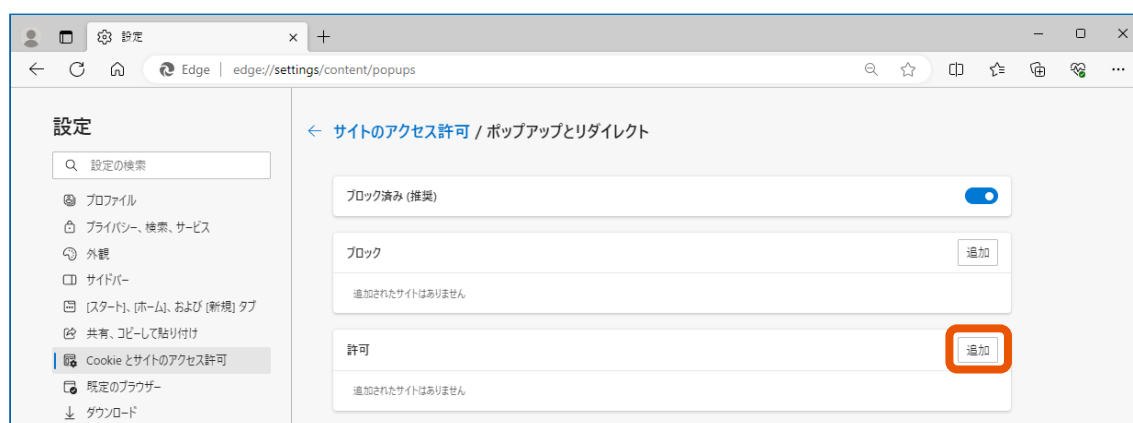 設定
Edge | edge://settings/content/popups
設定
設定の検索
プロファイル
プライバシー、検索、サービス
外観
サイドバー
[スタート]、[ホーム]、および [新規] タブ
共有、コピーして貼り付け
Cookie とサイトのアクセス許可
既定のブラウザー
ダウンロード
サイトのアクセス許可 / ポップアップとリダイレクト
ブロック済み (推奨)
ブロック
追加
追加されたサイトはありません
許可
追加
追加されたサイトはありません